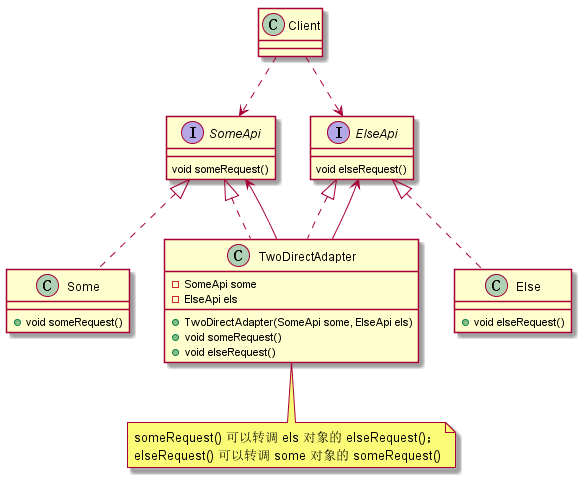 C Client
I SomeApi
void someRequest()
I ElseApi
void elseRequest()
C Some
void someRequest()
C TwoDirectAdapter
SomeApi some
ElseApi els
TwoDirectAdapter(SomeApi some, ElseApi els)
void someRequest()
void elseRequest()
C Else
void elseRequest()
someRequest() 可以转调 els 对象的 elseRequest()；
elseRequest() 可以转调 some 对象的 someRequest()